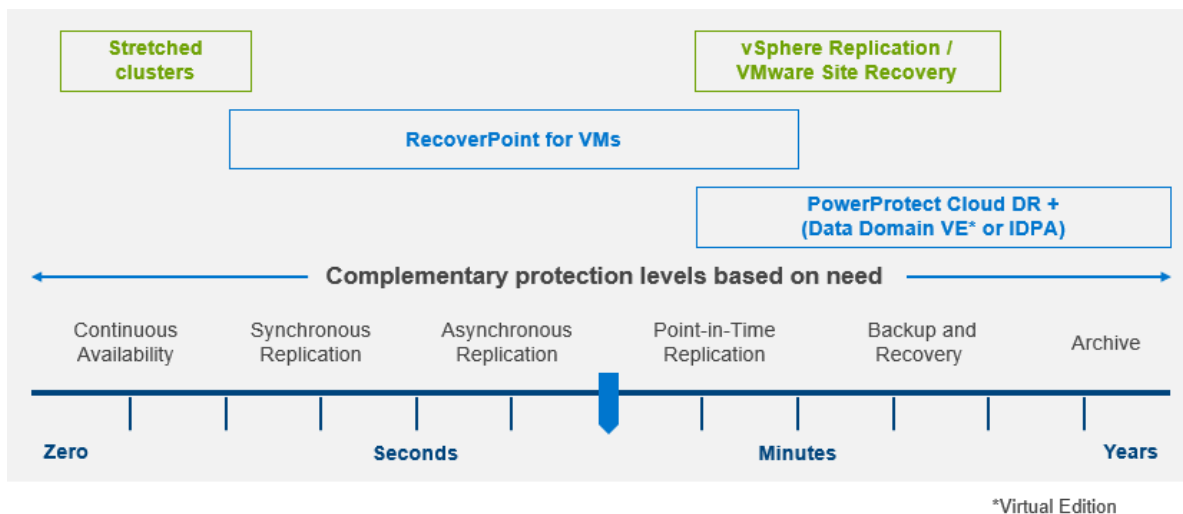 Stretched
clusters
vSphere Replication /
VMware Site Recovery
RecoverPoint for VMs
PowerProtect Cloud DR +
(Data Domain VE* or IDPA)
Complementary protection levels based on need
Continuous
Availability
Synchronous
Replication
Asynchronous
Replication
Point-in-Time
Replication
Backup and
Recovery
Archive
Zero
Seconds
Minutes
Years
*Virtual Edition